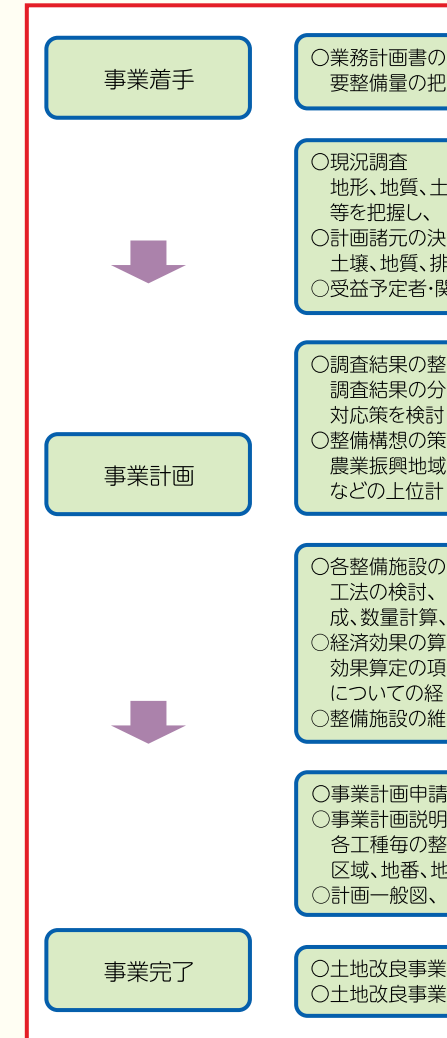 事業着手
○業務計画書の
要整備量の把
○現況調査
地形、地質、土
等を把握し、
○計画諸元の決
土壌、地質、排
○受益予定者・関
○調査結果の整
調査結果の分
対応策を検討
○整備構想の策
農業振興地域
などの上位計
事業計画
○各整備施設の
工法の検討、
成、数量計算、
○経済効果の算
効果算定の項
についての経
○整備施設の維
○事業計画申請
○事業計画説明
各工種毎の整
区域、地番、地
○計画一般図、
事業完了
○土地改良事業
○土地改良事業